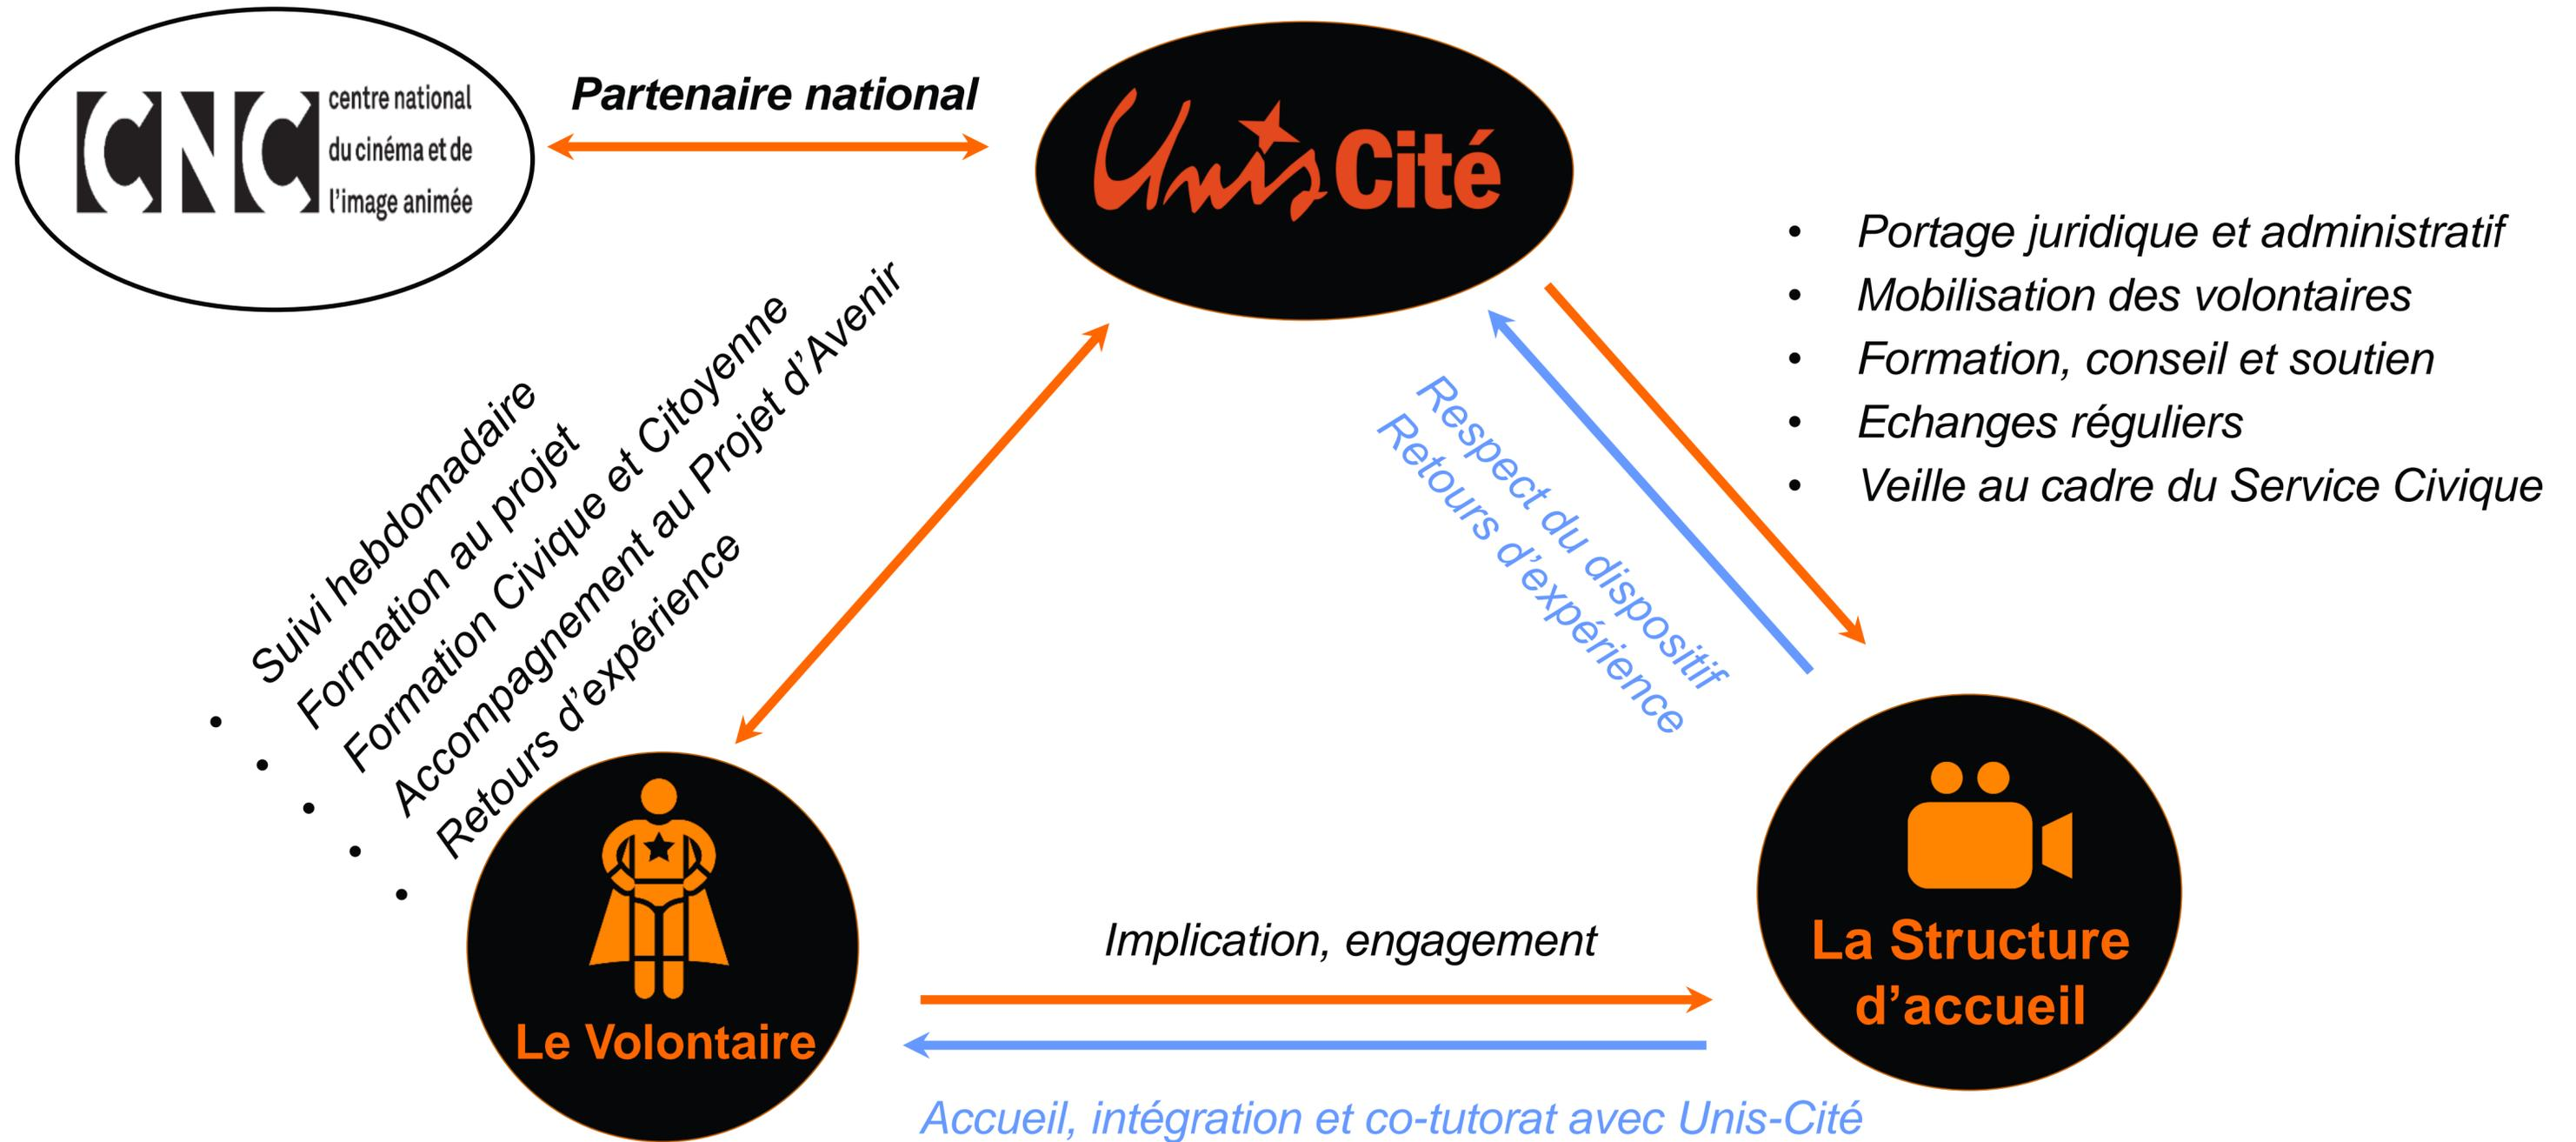 CNC
centre national
du cinéma et de
l'image animée
Partenaire national
Unis Cité
• Portage juridique et administratif
• Mobilisation des volontaires
• Formation, conseil et soutien
• Echanges réguliers
• Veille au cadre du Service Civique
• Suivi hebdomadaire
• Formation au projet
• Formation Civique et Citoyenne
• Accompagnement au Projet d'Avenir
• Retours d'expérience
Respect du dispositif
Retours d'expérience
Le Volontaire
Implication, engagement
Accueil, intégration et co-tutorat avec Unis-Cité
La Structure
d'accueil